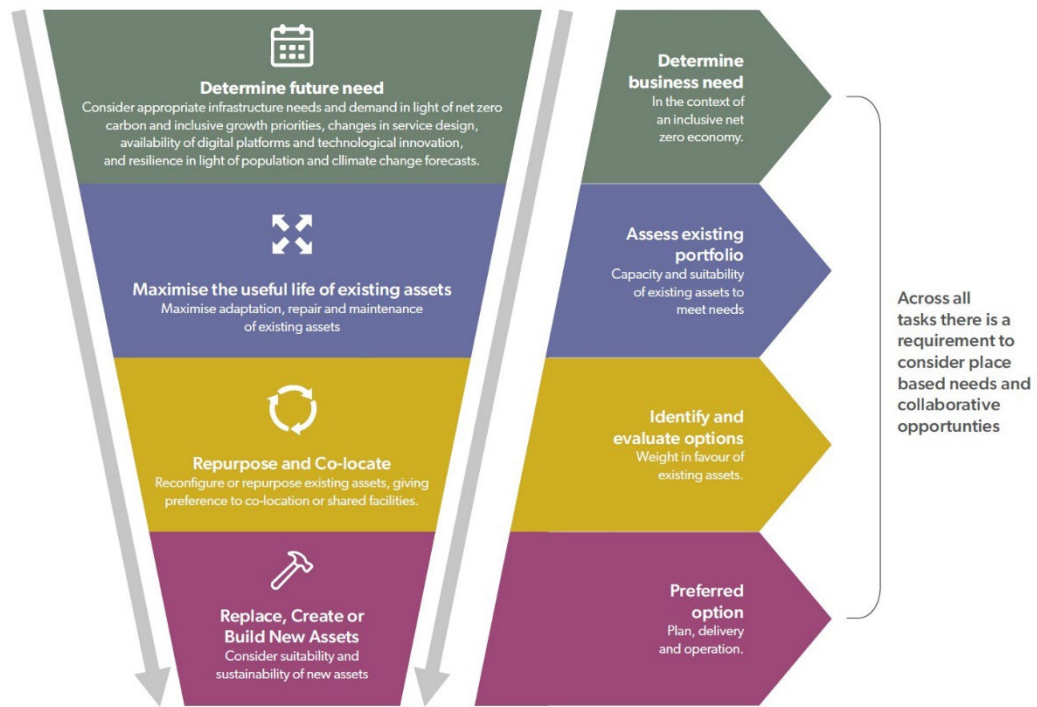 Determine future need
Consider appropriate infrastructure needs and demand in light of net zero
carbon and inclusive growth priorities, changes in service design,
availability of digital platforms and technological innovation,
and resilience in light of population and cllimate change forecasts.
Determine
business need
In the context of
an inclusive net
zero economy.
Maximise the useful life of existing assets
Maximise adaptation, repair and maintenance
of existing assets
Assess existing
portfolio
Capacity and suitability
of existing assets to
meet needs
Repurpose and Co-locate
Reconfigure or repurpose existing assets, giving
preference to co-location or shared facilities.
Identify and
evaluate options
Weight in favour of
existing assets.
Replace, Create or
Build New Assets
Consider suitability and
sustainability of new assets
Preferred
option
Plan, delivery
and operation.
Across all
tasks there is a
requirement to
consider place
based needs and
collaborative
opportunties